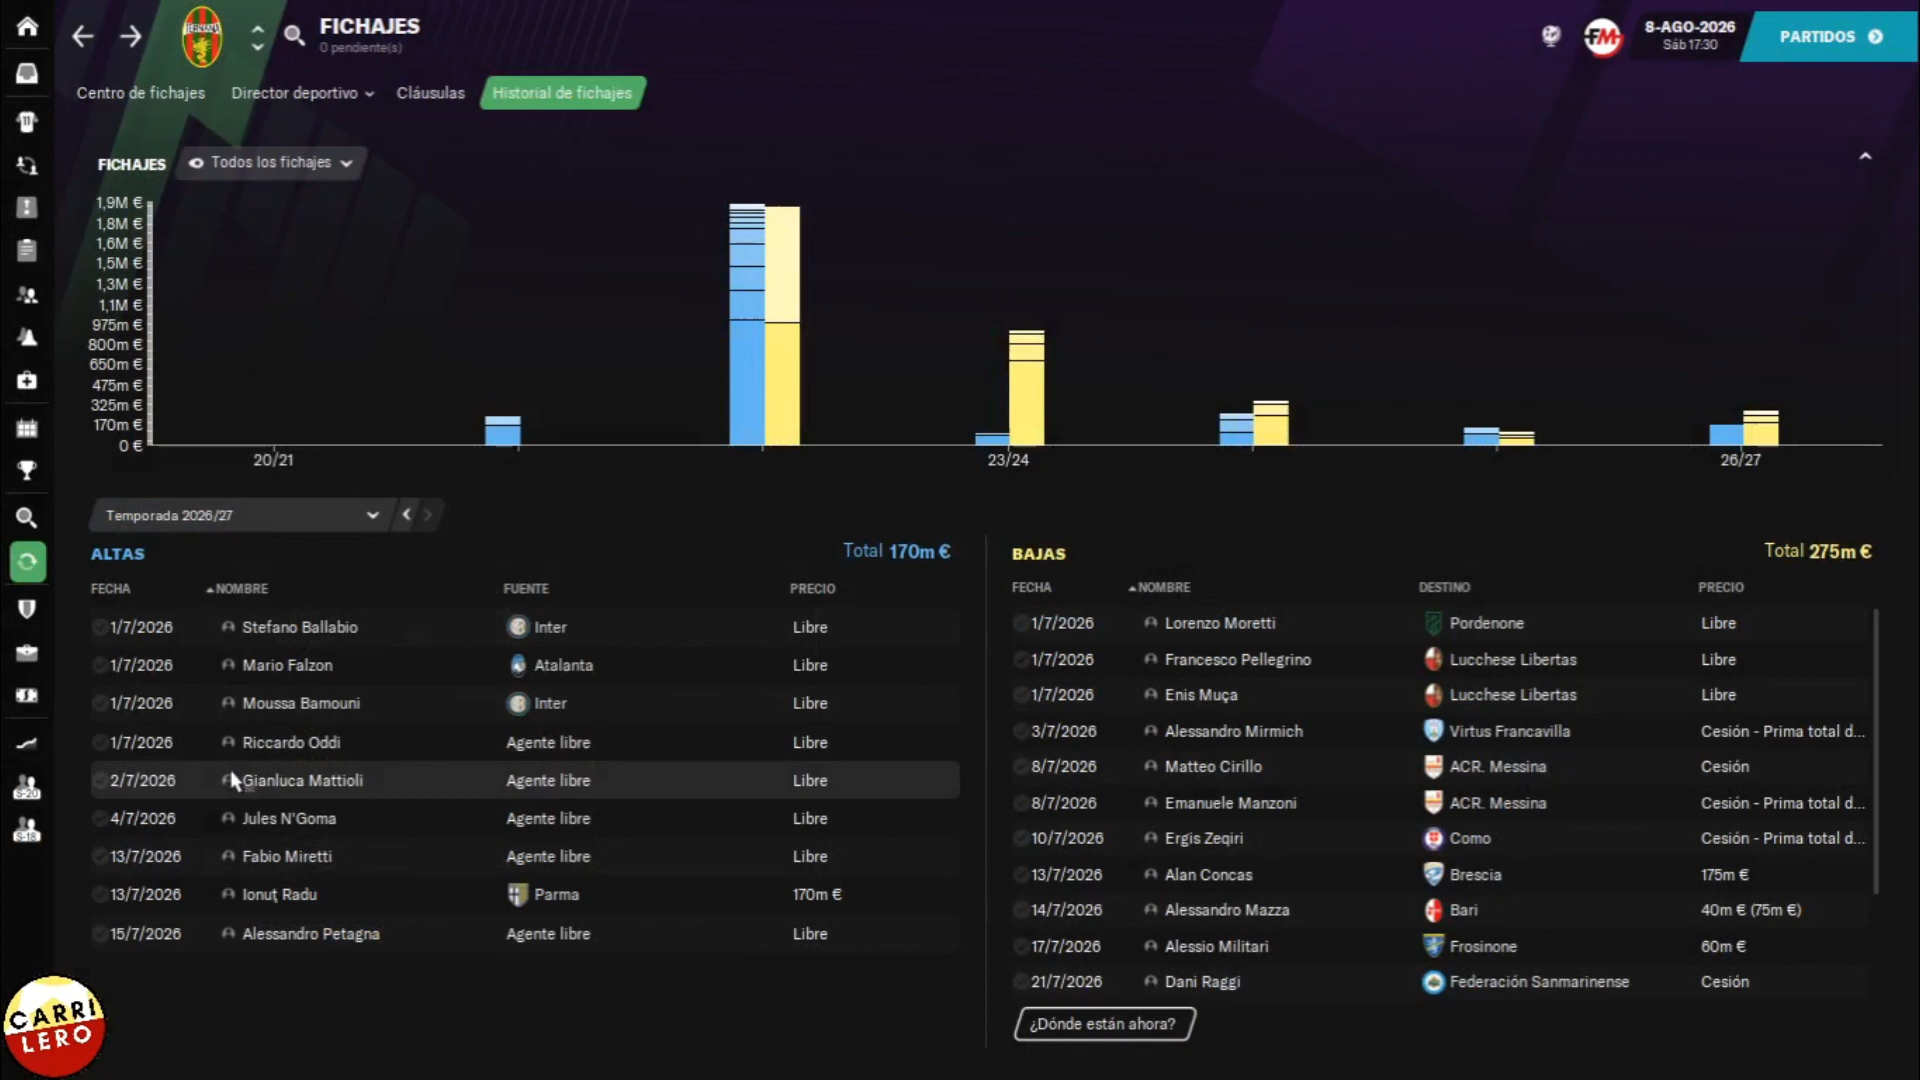 TERNANA
FICHAJES
0 pendiente(s)
8-AGO-2026
Sáb 17:30
PARTIDOS
Centro de fichajes
Director deportivo
Cláusulas
Historial de fichajes
FICHAJES
Todos los fichajes
1,9M €
1,8M €
1,6M €
1,5M €
1,3M €
1,1M €
975m €
800m €
650m €
475m €
325m €
170m €
0 €
20/21
23/24
26/27
Temporada 2026/27
ALTAS
Total 170m €
FECHA NOMBRE FUENTE PRECIO
1/7/2026 Stefano Ballabio Inter Libre
1/7/2026 Mario Falzon Atalanta Libre
1/7/2026 Moussa Bamouni Inter Libre
1/7/2026 Riccardo Oddi Agente libre Libre
2/7/2026 Gianluca Mattioli Agente libre Libre
4/7/2026 Jules N'Goma Agente libre Libre
13/7/2026 Fabio Miretti Agente libre Libre
13/7/2026 Ionuț Radu Parma 170m €
15/7/2026 Alessandro Petagna Agente libre Libre
BAJAS
Total 275m €
FECHA NOMBRE DESTINO PRECIO
1/7/2026 Lorenzo Moretti Pordenone Libre
1/7/2026 Francesco Pellegrino Lucchese Libertas Libre
1/7/2026 Enis Muça Lucchese Libertas Libre
3/7/2026 Alessandro Mirmich Virtus Francavilla Cesión - Prima total d...
8/7/2026 Matteo Cirillo ACR. Messina Cesión
8/7/2026 Emanuele Manzoni ACR. Messina Cesión - Prima total d...
10/7/2026 Ergis Zeqiri Como Cesión - Prima total d...
13/7/2026 Alan Concas Brescia 175m €
14/7/2026 Alessandro Mazza Bari 40m € (75m €)
17/7/2026 Alessio Militari Frosinone 60m €
21/7/2026 Dani Raggi Federación Sanmarinense Cesión
¿Dónde están ahora?
S-20
S-18
CARRI
LERO
FM